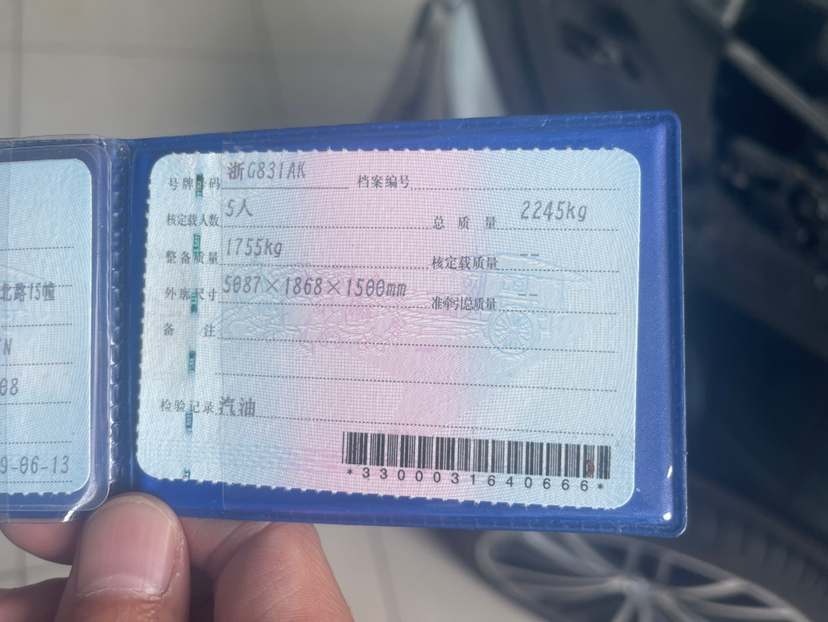 号牌号码 浙G831AK 档案编号
核定载人数 5人 总质量 2245kg
整备质量 1755kg 核定载质量 --
外廓尺寸 5087×1868×1500mm 准牵引总质量 --
备注
检验记录 汽油
*3300031640666*
北路15幢
N
08
9-06-13